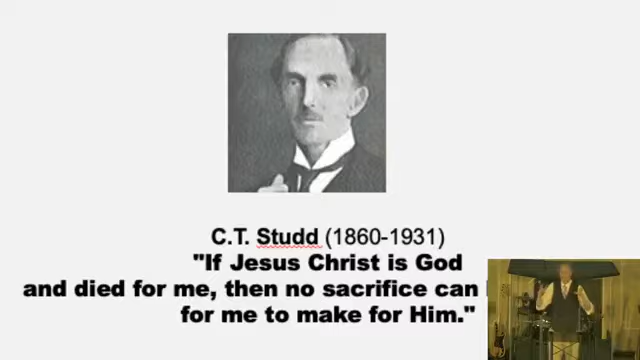 C.T. Studd (1860-1931)
"If Jesus Christ is God
and died for me, then no sacrifice can
for me to make for Him."